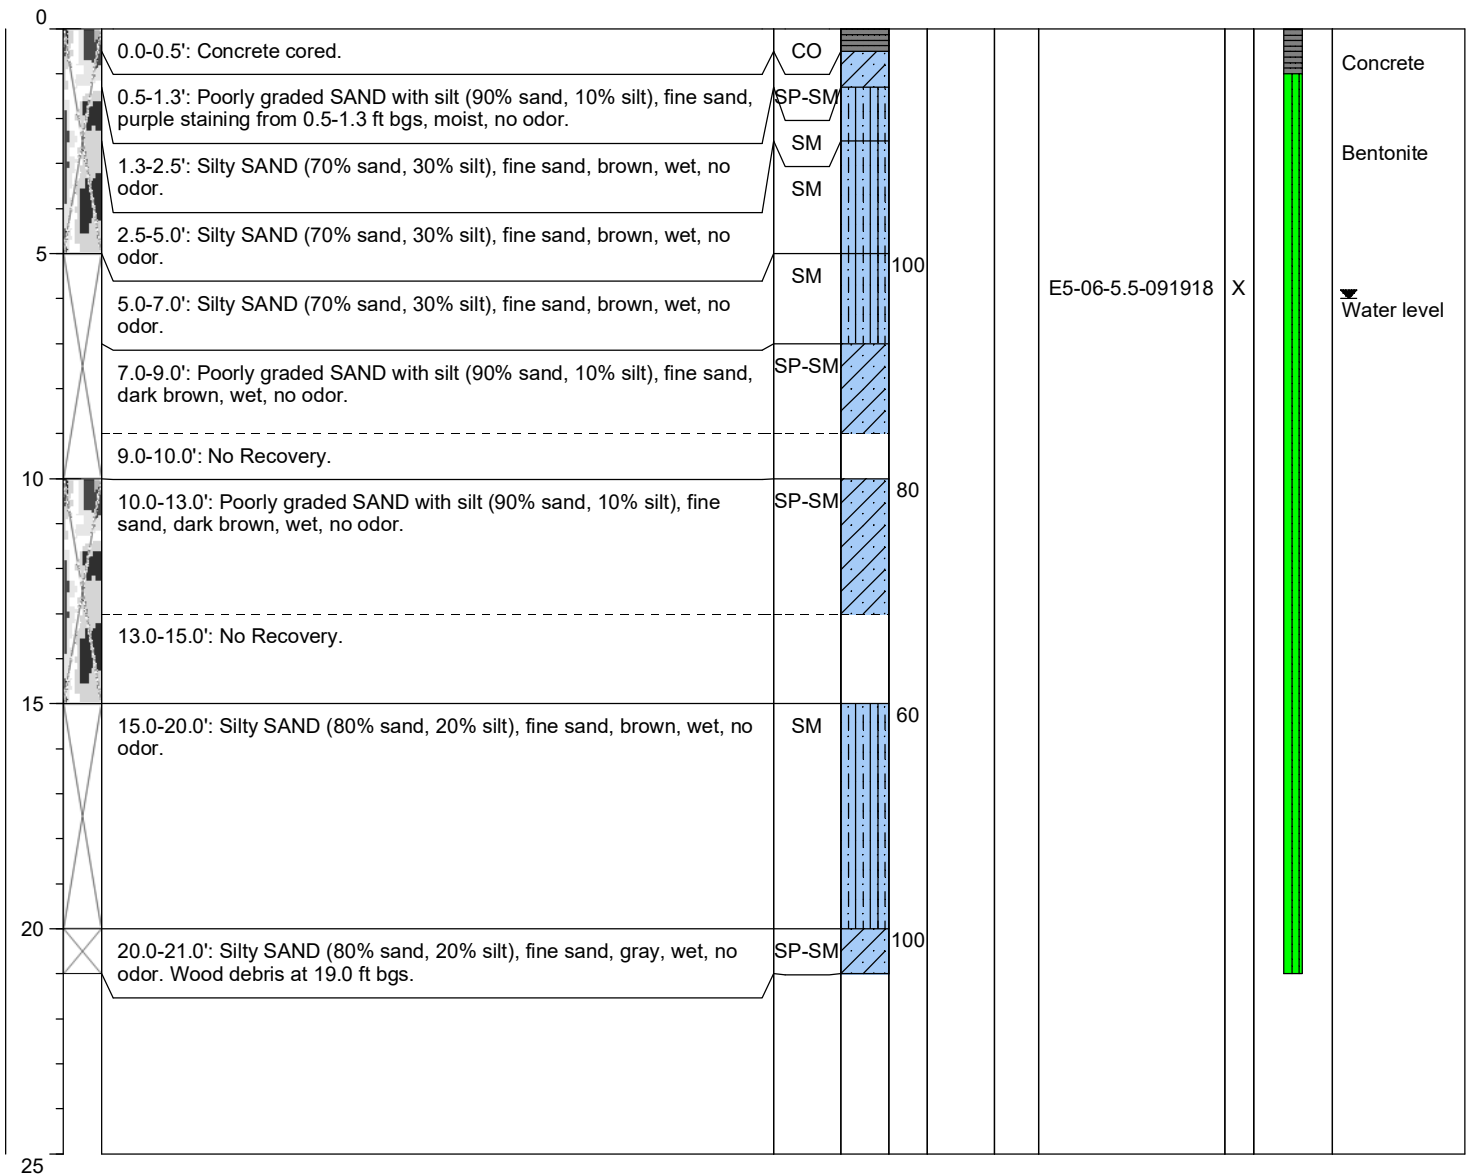 0
0.0-0.5': Concrete cored.
CO
Concrete
0.5-1.3': Poorly graded SAND with silt (90% sand, 10% silt), fine sand,
purple staining from 0.5-1.3 ft bgs, moist, no odor.
SP-SM
SM
Bentonite
1.3-2.5': Silty SAND (70% sand, 30% silt), fine sand, brown, wet, no
odor.
SM
2.5-5.0': Silty SAND (70% sand, 30% silt), fine sand, brown, wet, no
odor.
5
100
SM
E5-06-5.5-091918
X
Water level
5.0-7.0': Silty SAND (70% sand, 30% silt), fine sand, brown, wet, no
odor.
7.0-9.0': Poorly graded SAND with silt (90% sand, 10% silt), fine sand,
dark brown, wet, no odor.
SP-SM
9.0-10.0': No Recovery.
10
80
10.0-13.0': Poorly graded SAND with silt (90% sand, 10% silt), fine
sand, dark brown, wet, no odor.
SP-SM
13.0-15.0': No Recovery.
15
60
15.0-20.0': Silty SAND (80% sand, 20% silt), fine sand, brown, wet, no
odor.
SM
20
100
20.0-21.0': Silty SAND (80% sand, 20% silt), fine sand, gray, wet, no
odor. Wood debris at 19.0 ft bgs.
SP-SM
25